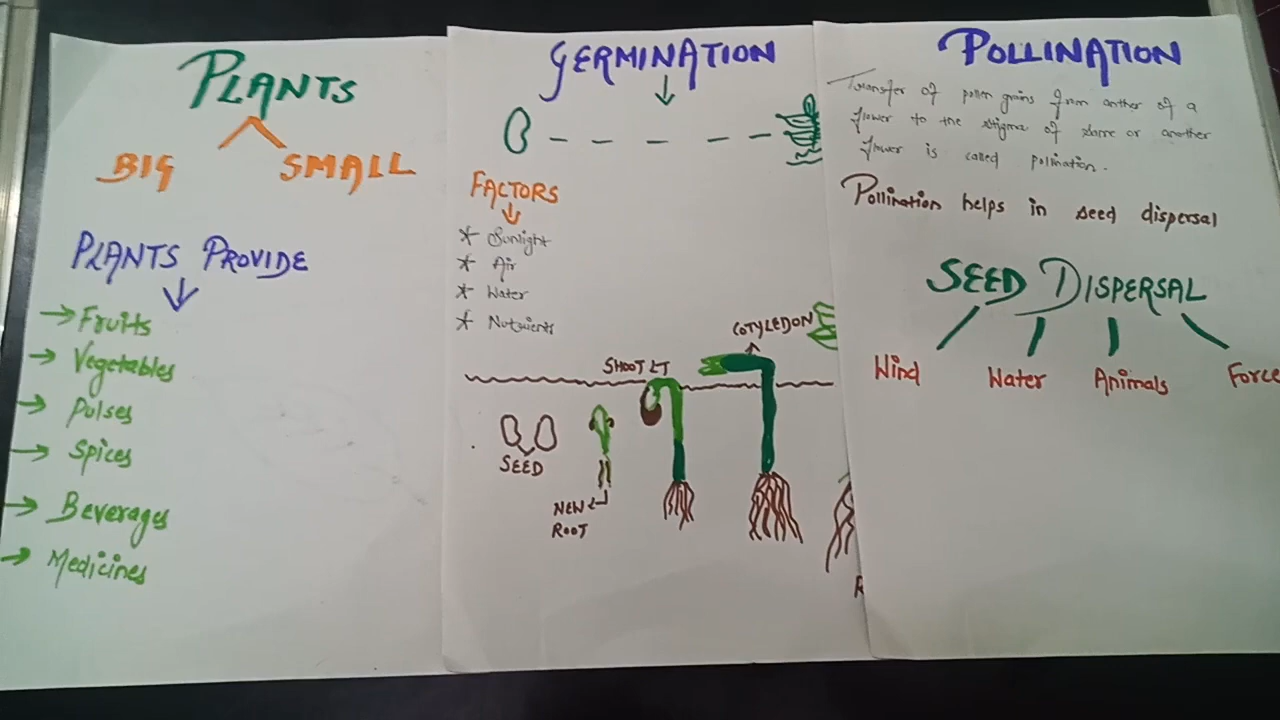 PLANTS
BIG SMALL
PLANTS PROVIDE
Fruits
Vegetables
Pulses
Spices
Beverages
Medicines
GERMINATION
FACTORS
Sunlight
Air
Water
Nutrients
COTYLEDON
SHOOT
SEED
NEW
ROOT
R
POLLINATION
Transfer of pollen grains from anther of a
flower to the stigma of same or another
flower is called pollination.
Pollination helps in seed dispersal
SEED DISPERSAL
Wind Water Animals Force